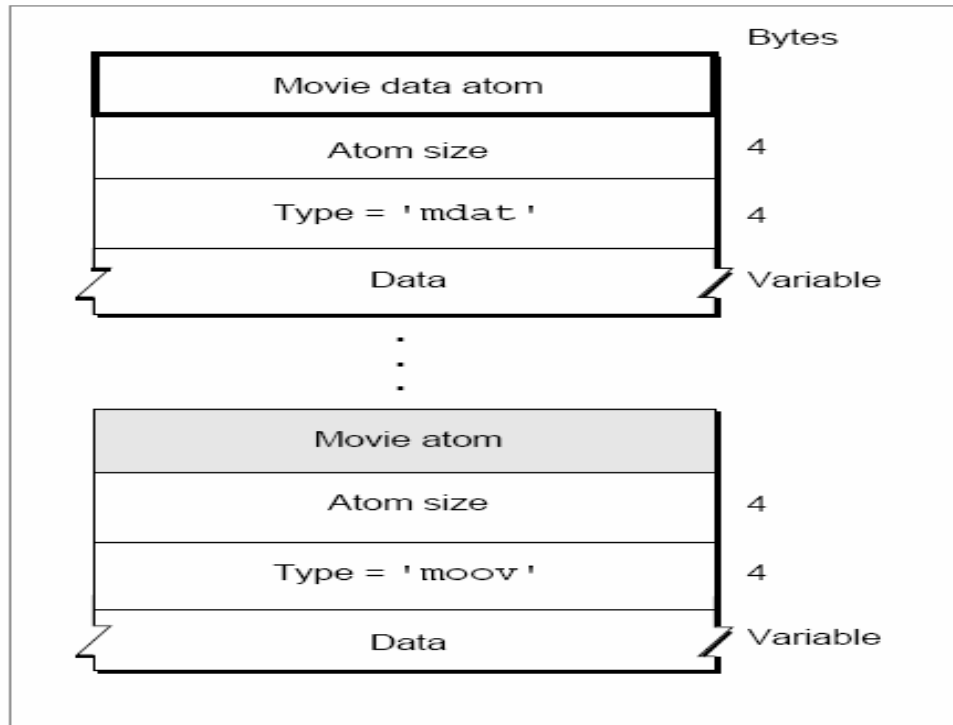 Bytes
Movie data atom
Atom size 4
Type = 'mdat' 4
Data Variable
Movie atom
Atom size 4
Type = 'moov' 4
Data Variable